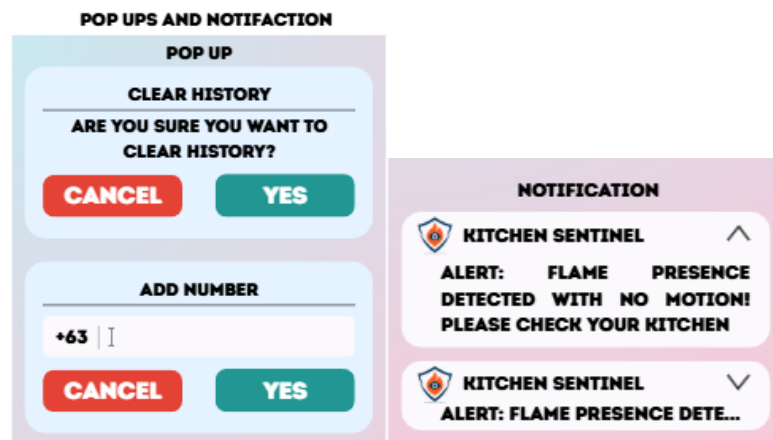 POP UPS AND NOTIFACTION
POP UP
CLEAR HISTORY
ARE YOU SURE YOU WANT TO
CLEAR HISTORY?
CANCEL YES
ADD NUMBER
+63
CANCEL YES
NOTIFICATION
KITCHEN SENTINEL
ALERT: FLAME PRESENCE
DETECTED WITH NO MOTION!
PLEASE CHECK YOUR KITCHEN
KITCHEN SENTINEL
ALERT: FLAME PRESENCE DETE...